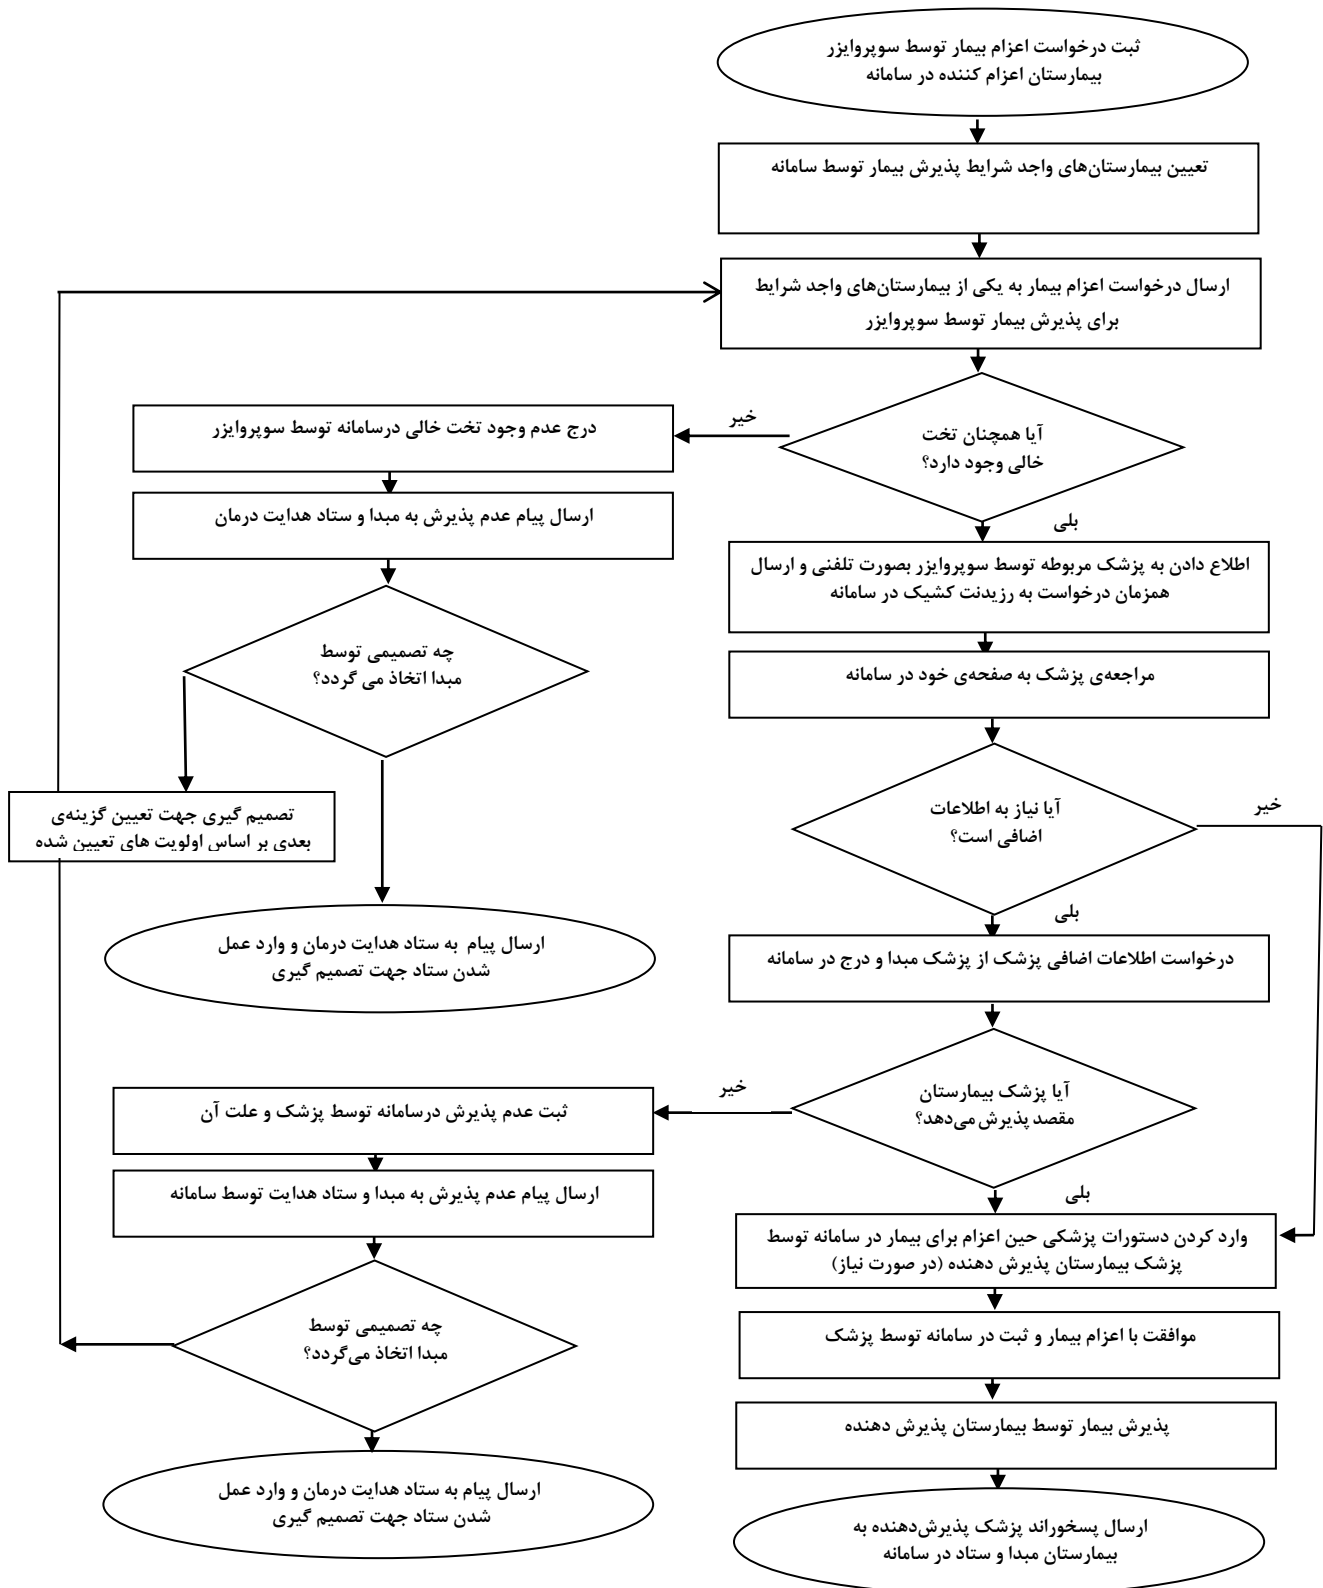 ثبت درخواست اعزام بیمار توسط سوپروایزر
بیمارستان اعزام کننده در سامانه
تعیین بیمارستان‌های واجد شرایط پذیرش بیمار توسط سامانه
ارسال درخواست اعزام بیمار به یکی از بیمارستان‌های واجد شرایط
برای پذیرش بیمار توسط سوپروایزر
آیا همچنان تخت
خالی وجود دارد؟
خیر
درج عدم وجود تخت خالی درسامانه توسط سوپروایزر
ارسال پیام عدم پذیرش به مبدا و ستاد هدایت درمان
چه تصمیمی توسط
مبدا اتخاذ می گردد؟
تصمیم گیری جهت تعیین گزینه‌ی
بعدی بر اساس اولویت های تعیین شده
ارسال پیام به ستاد هدایت درمان و وارد عمل
شدن ستاد جهت تصمیم گیری
بلی
اطلاع دادن به پزشک مربوطه توسط سوپروایزر بصورت تلفنی و ارسال
همزمان درخواست به رزیدنت کشیک در سامانه
مراجعه‌ی پزشک به صفحه‌ی خود در سامانه
آیا نیاز به اطلاعات
اضافی است؟
خیر
بلی
درخواست اطلاعات اضافی پزشک از پزشک مبدا و درج در سامانه
آیا پزشک بیمارستان
مقصد پذیرش می‌دهد؟
خیر
ثبت عدم پذیرش درسامانه توسط پزشک و علت آن
ارسال پیام عدم پذیرش به مبدا و ستاد هدایت توسط سامانه
چه تصمیمی توسط
مبدا اتخاذ می‌گردد؟
ارسال پیام به ستاد هدایت درمان و وارد عمل
شدن ستاد جهت تصمیم گیری
بلی
وارد کردن دستورات پزشکی حین اعزام برای بیمار در سامانه توسط
پزشک بیمارستان پذیرش دهنده (در صورت نیاز)
موافقت با اعزام بیمار و ثبت در سامانه توسط پزشک
پذیرش بیمار توسط بیمارستان پذیرش دهنده
ارسال پسخوراند پزشک پذیرش‌دهنده به
بیمارستان مبدا و ستاد در سامانه